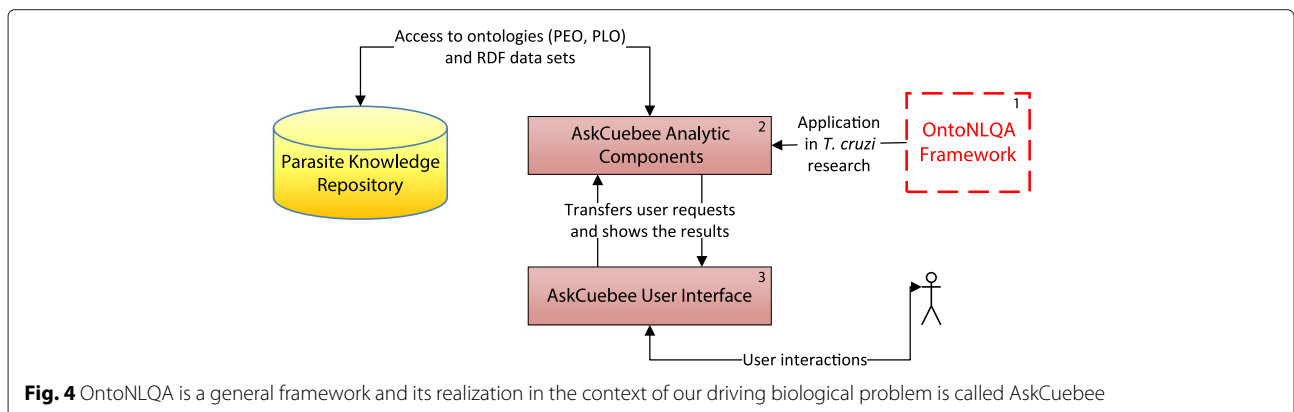 Access to ontologies (PEO, PLO)
and RDF data sets
Parasite Knowledge
Repository
2
AskCuebee Analytic
Components
Application
in T. cruzi
research
1
OntoNLQA
Framework
Transfers user requests
and shows the results
3
AskCuebee User Interface
User interactions
Fig. 4 OntoNLQA is a general framework and its realization in the context of our driving biological problem is called AskCuebee